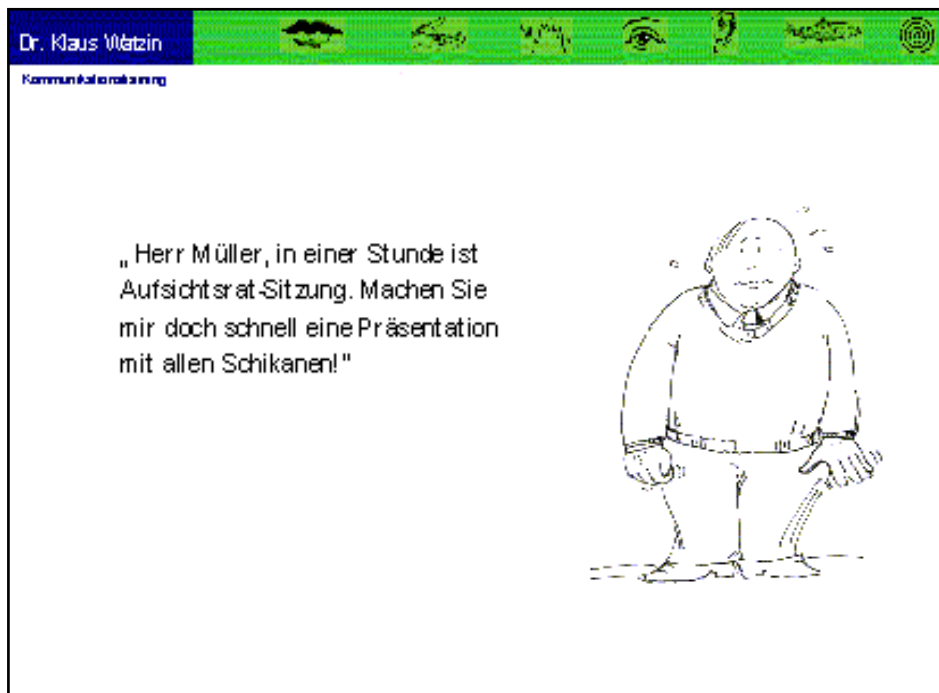 Dr. Klaus Watzin
Kommunikationstraining
„ Herr Müller, in einer Stunde ist
Aufsichtsrat-Sitzung. Machen Sie
mir doch schnell eine Präsentation
mit allen Schikanen!"